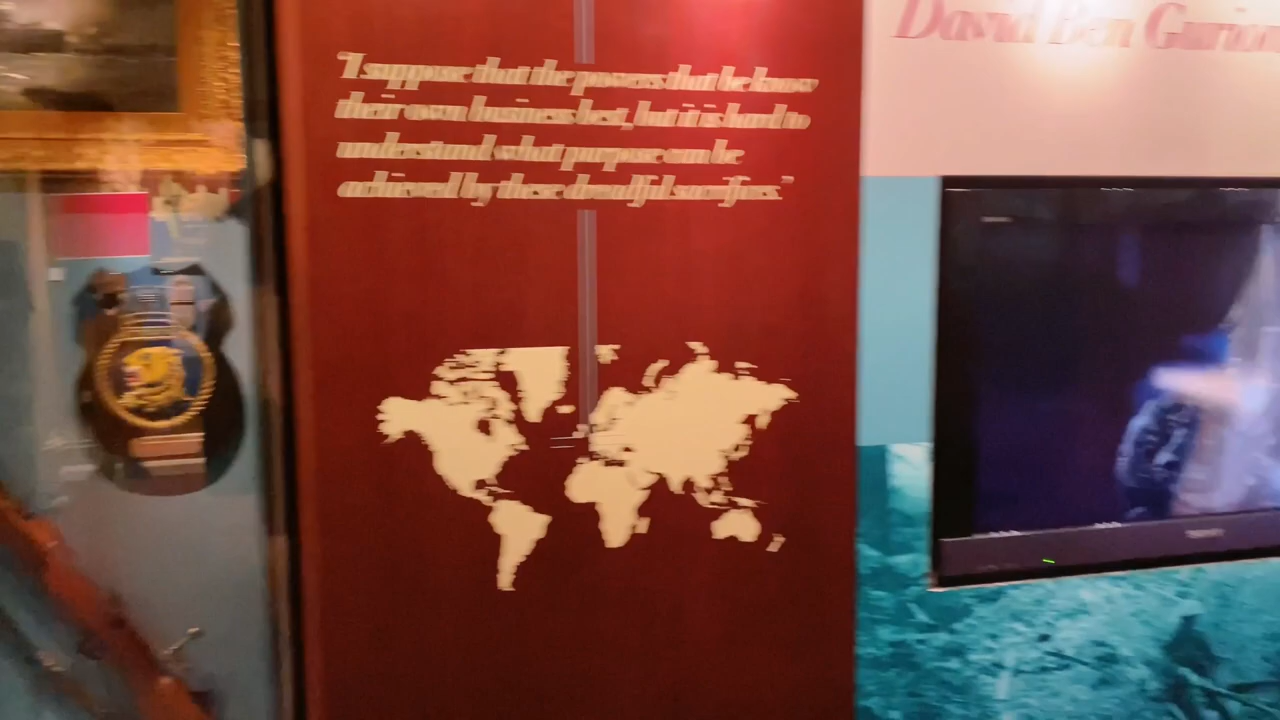 "I suppose that the powers that be know
their own business best, but it is hard to
understand what purpose can be
achieved by these dreadful sacrifices."
David Ben Gurion